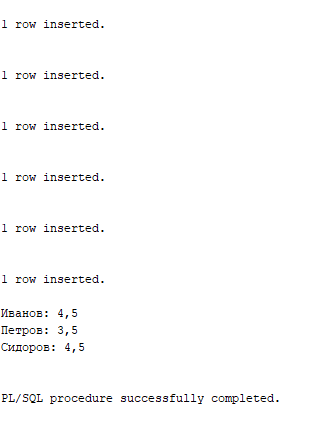 1 row inserted.
1 row inserted.
1 row inserted.
1 row inserted.
1 row inserted.
1 row inserted.
Иванов: 4,5
Петров: 3,5
Сидоров: 4,5
PL/SQL procedure successfully completed.